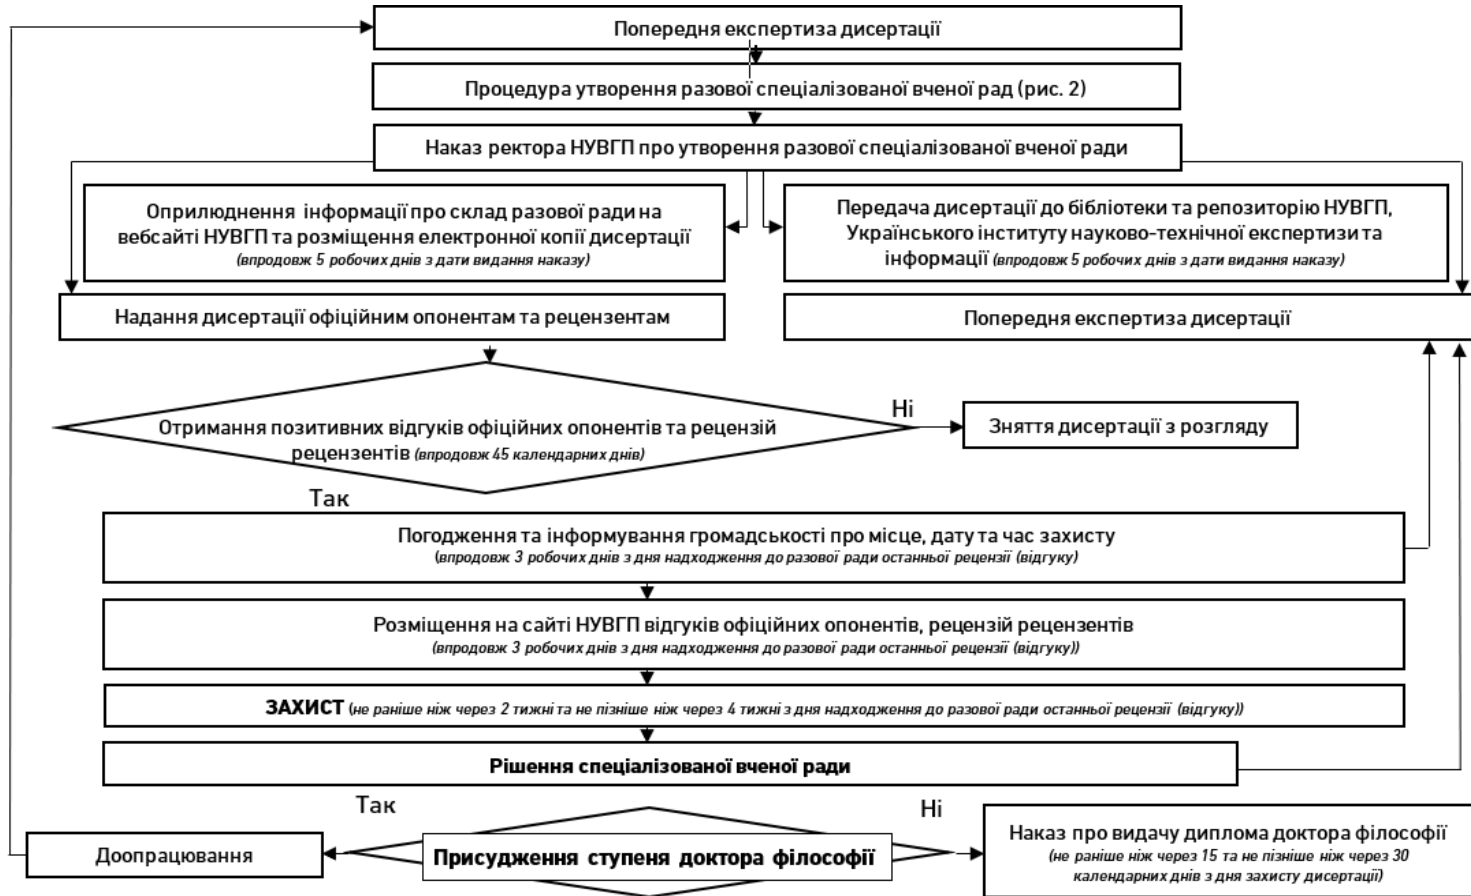 Попередня експертиза дисертації
Процедура утворення разової спеціалізованої вченої рад (рис. 2)
Наказ ректора НУВГП про утворення разової спеціалізованої вченої ради
Оприлюднення інформації про склад разової ради на
вебсайті НУВГП та розміщення електронної копії дисертації
(впродовж 5 робочих днів з дати видання наказу)
Передача дисертації до бібліотеки та репозиторію НУВГП,
Українського інституту науково-технічної експертизи та
інформації (впродовж 5 робочих днів з дати видання наказу)
Надання дисертації офіційним опонентам та рецензентам
Попередня експертиза дисертації
Отримання позитивних відгуків офіційних опонентів та рецензій
рецензентів (впродовж 45 календарних днів)
Ні
Зняття дисертації з розгляду
Так
Погодження та інформування громадськості про місце, дату та час захисту
(впродовж 3 робочих днів з дня надходження до разової ради останньої рецензії (відгуку)
Розміщення на сайті НУВГП відгуків офіційних опонентів, рецензій рецензентів
(впродовж 3 робочих днів з дня надходження до разової ради останньої рецензії (відгуку))
ЗАХИСТ (не раніше ніж через 2 тижні та не пізніше ніж через 4 тижні з дня надходження до разової ради останньої рецензії (відгуку))
Рішення спеціалізованої вченої ради
Так
Ні
Доопрацювання
Присудження ступеня доктора філософії
Наказ про видачу диплома доктора філософії
(не раніше ніж через 15 та не пізніше ніж через 30
календарних днів з дня захисту дисертації)